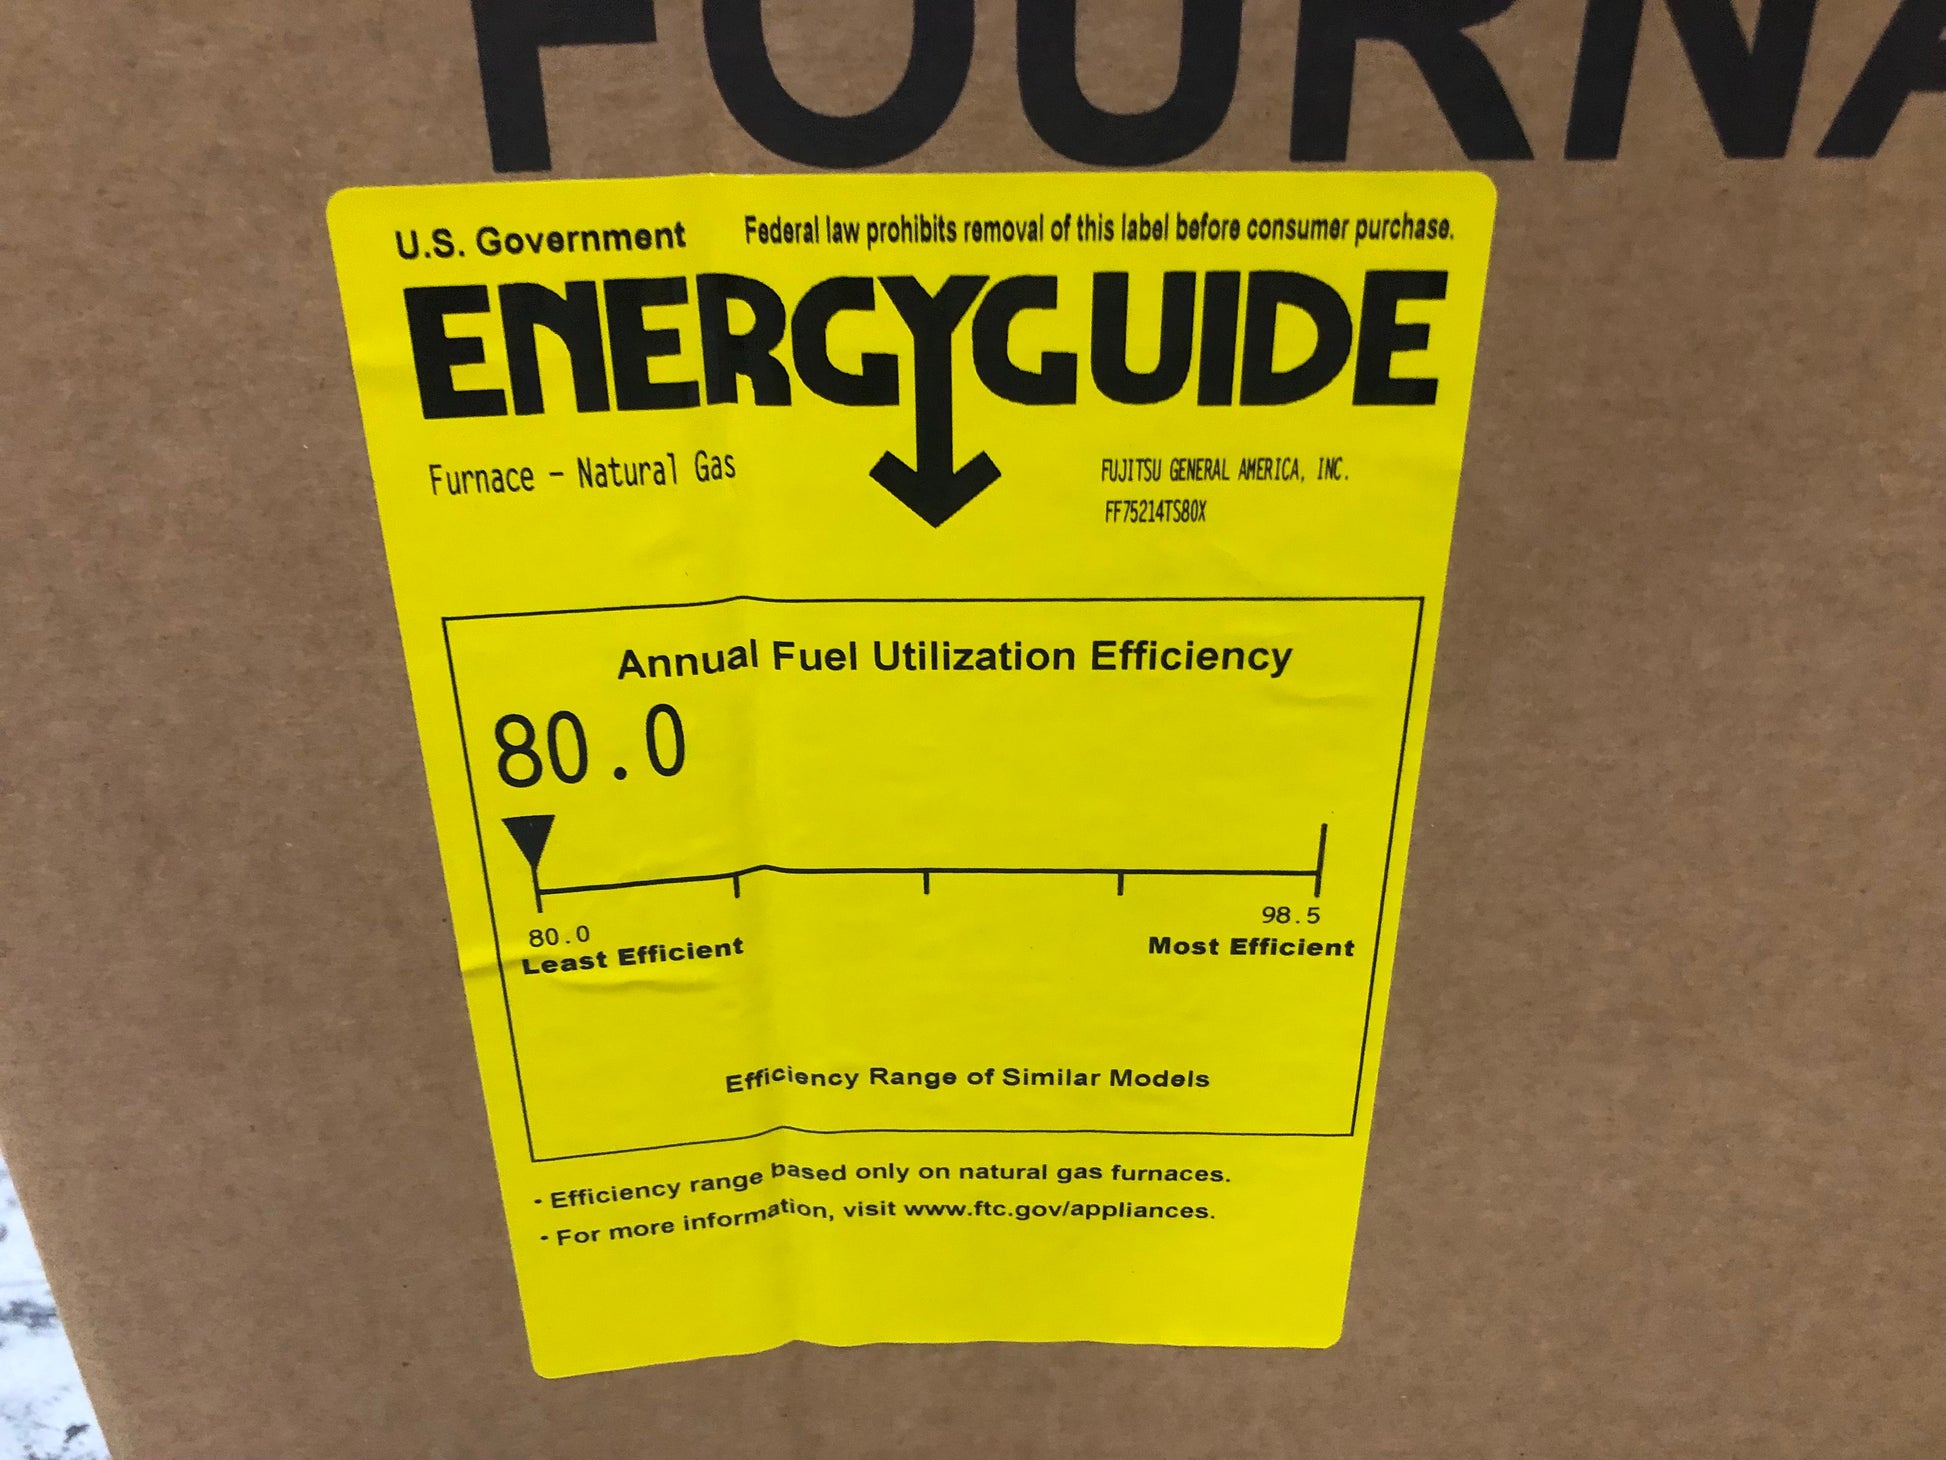 FOURNA
U.S. Government Federal law prohibits removal of this label before consumer purchase.
ENERGYGUIDE
Furnace - Natural Gas
FUJITSU GENERAL AMERICA, INC.
FF75214TS80X
Annual Fuel Utilization Efficiency
80.0
80.0
Least Efficient
98.5
Most Efficient
Efficiency Range of Similar Models
• Efficiency range based only on natural gas furnaces.
• For more information, visit www.ftc.gov/appliances.